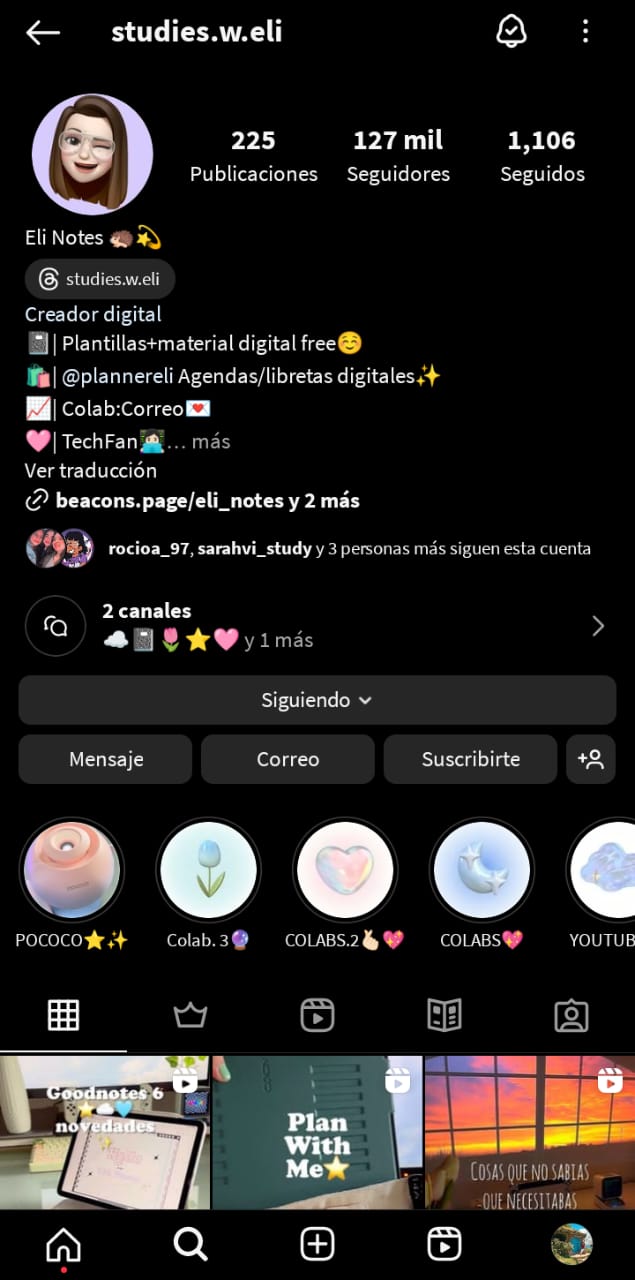 studies.w.eli
225
Publicaciones
127 mil
Seguidores
1,106
Seguidos
Eli Notes 🦔💫
studies.w.eli
Creador digital
📓| Plantillas+material digital free☺️
🛍️| @plannereli Agendas/libretas digitales✨
📈| Colab:Correo💌
🩷| TechFan👩🏻‍💻… más
Ver traducción
beacons.page/eli_notes y 2 más
rocioa_97, sarahvi_study y 3 personas más siguen esta cuenta
2 canales
☁️📓🌷⭐🩷 y 1 más
Siguiendo
Mensaje
Correo
Suscribirte
POCOCO⭐✨
Colab. 3🔮
COLABS.2🫰🏻💖
COLABS💖
YOUTUB
Goodnotes 6
⭐☁️🩵
novedades
Plan
With
Me⭐
COSAS QUE NO SABIAS
QUE NECESITABAS